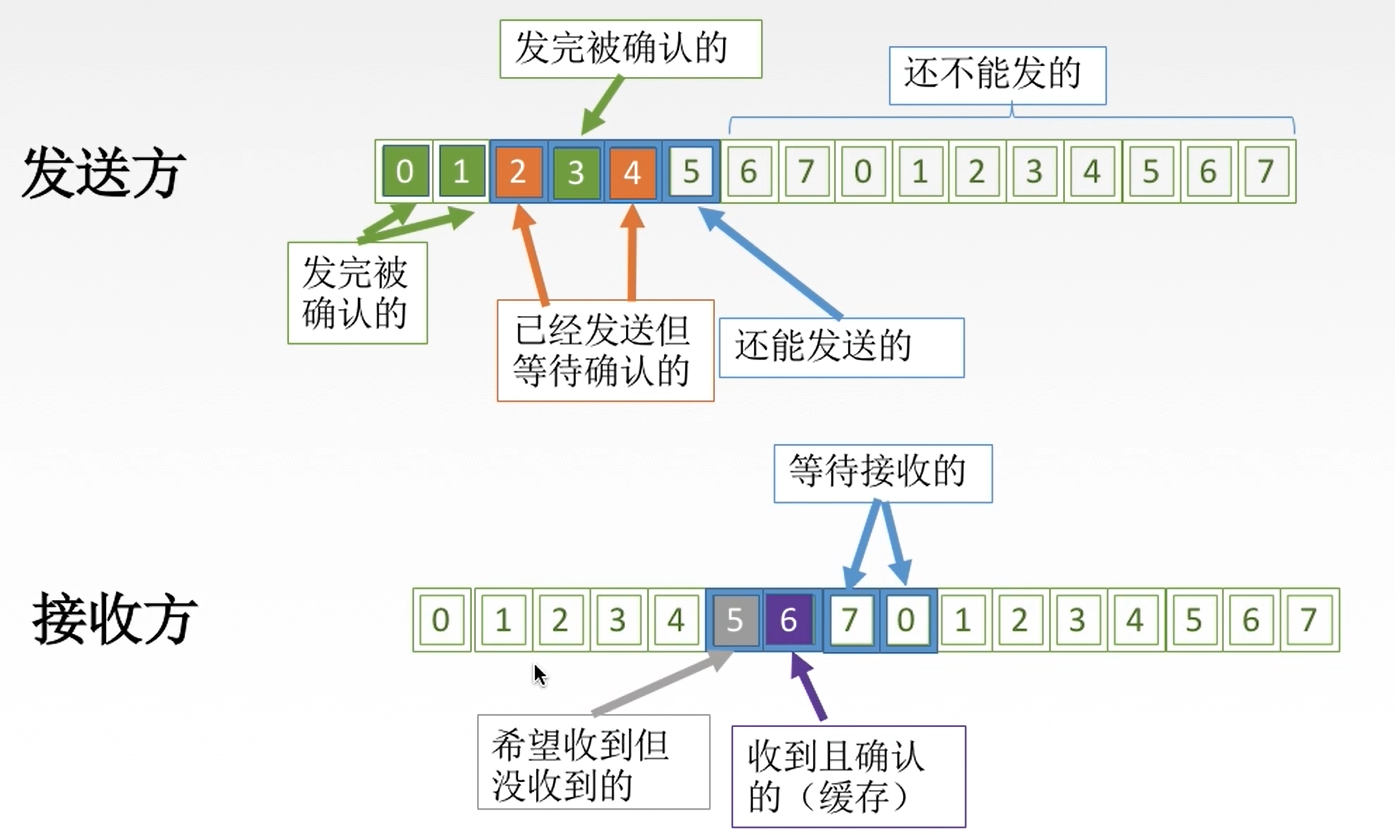 发完被确认的
还不能发的
发送方
0 1 2 3 4 5 6 7 0 1 2 3 4 5 6 7
发完被
确认的
已经发送但
等待确认的
还能发送的
等待接收的
接收方
0 1 2 3 4 5 6 7 0 1 2 3 4 5 6 7
希望收到但
没收到的
收到且确认
的（缓存）